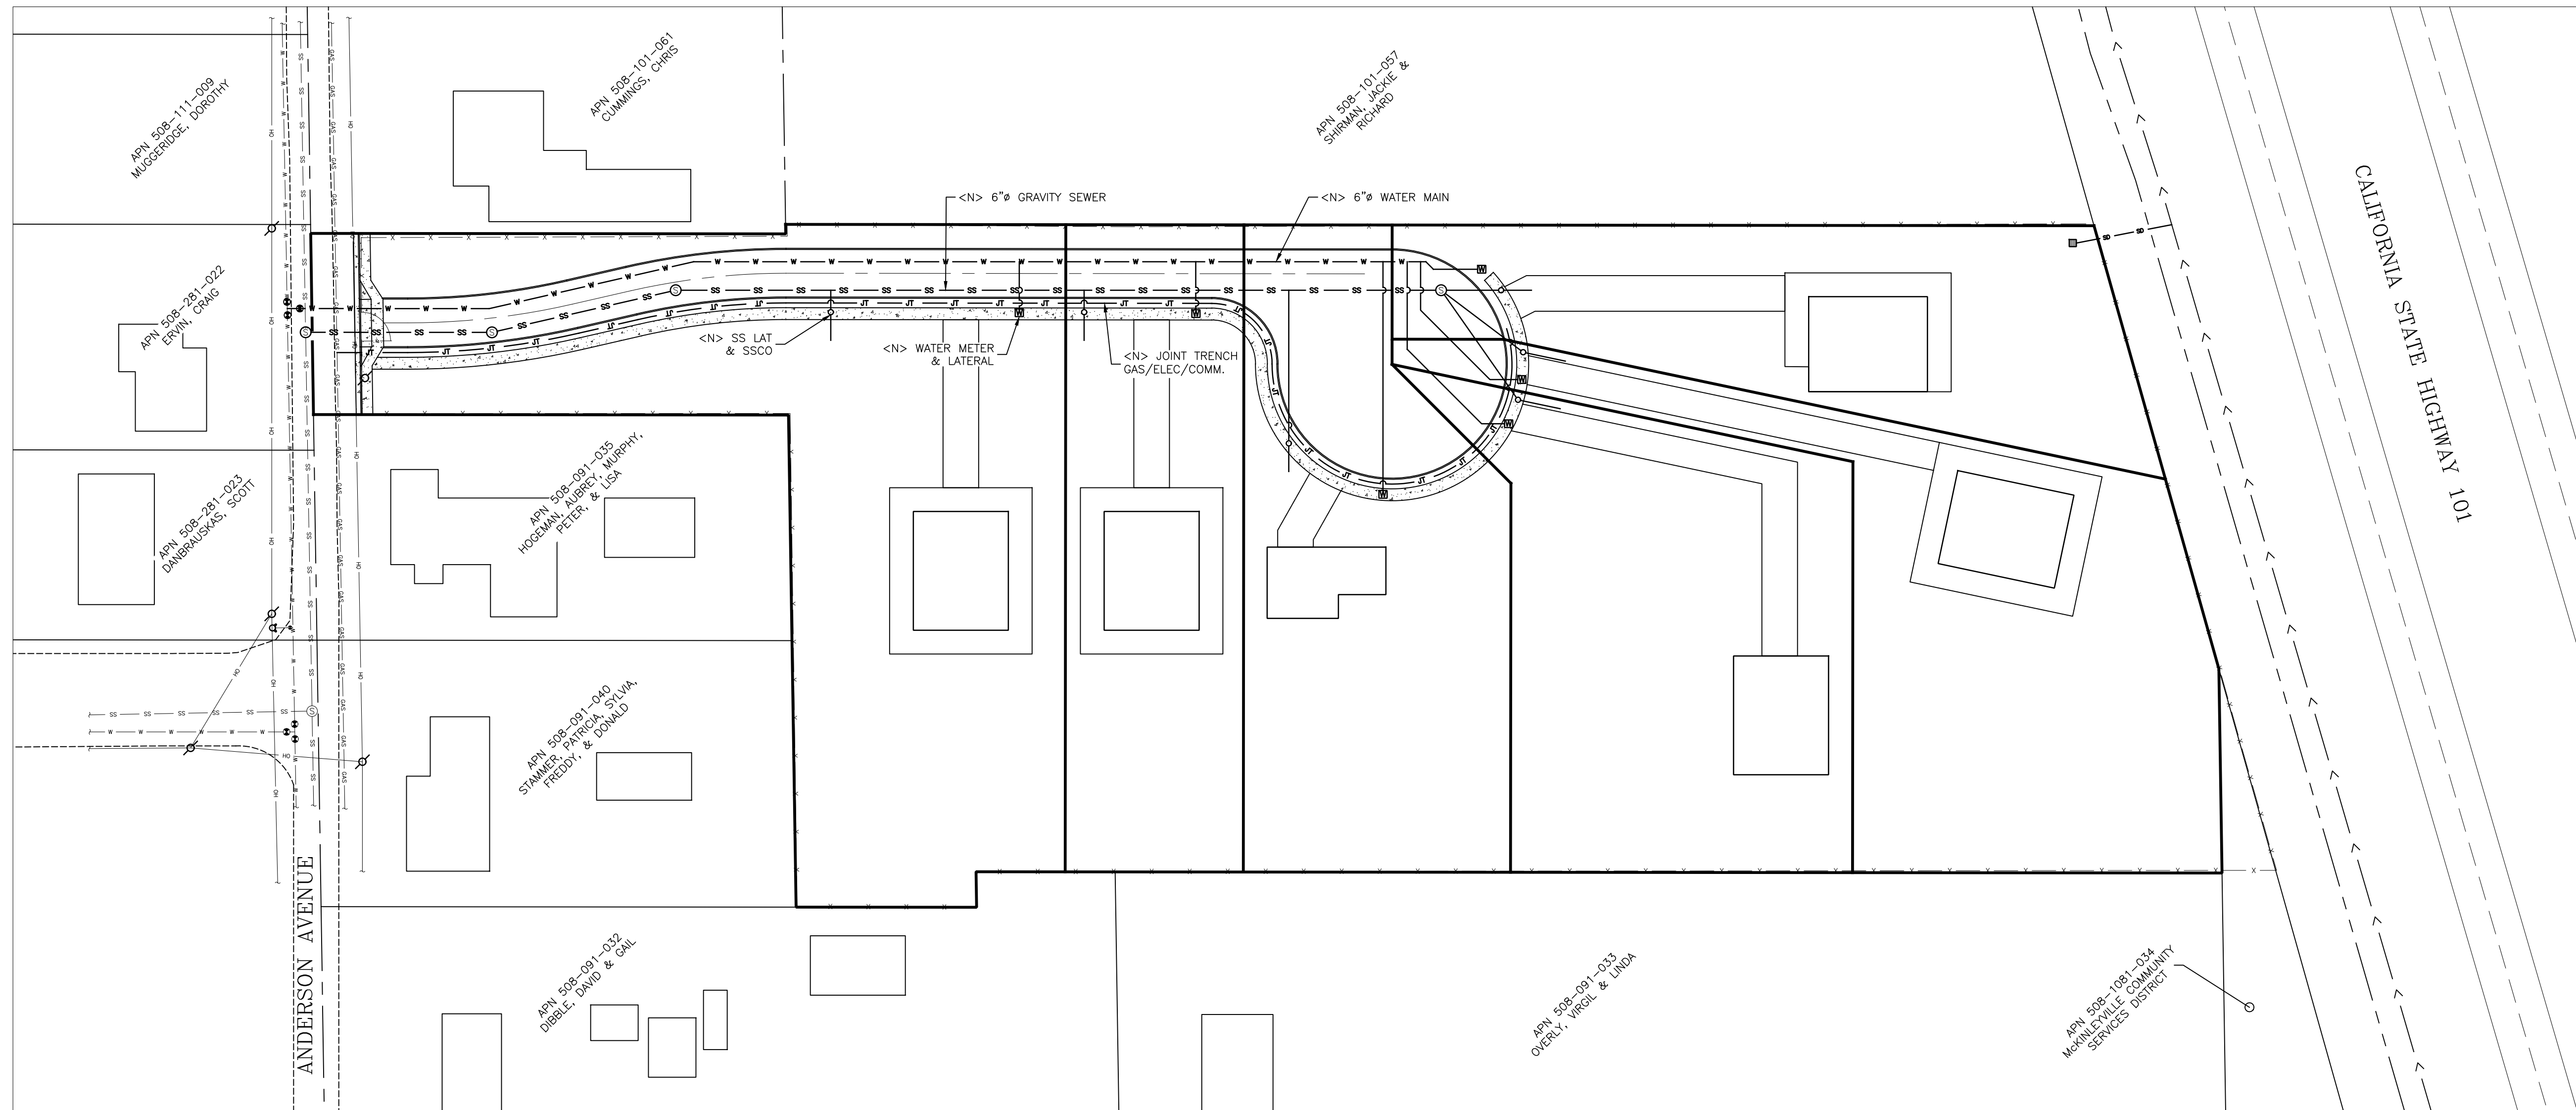 APN 508-111-009
MUGGERIDGE, DOROTHY
APN 508-101-061
CUMMINGS, CHRIS
APN 508-101-057
SHIRMAN, JACKIE &
RICHARD
CALIFORNIA STATE HIGHWAY 101
<N> 6"ø GRAVITY SEWER
<N> 6"ø WATER MAIN
APN 508-281-022
ERVIN, CRAIG
<N> SS LAT
& SSCO
<N> WATER METER
& LATERAL
<N> JOINT TRENCH
GAS/ELEC/COMM.
APN 508-281-023
DANBRAUSKAS, SCOTT
APN 508-091-035
HOGEMAN, AUBREY, MURPHY,
PETER, & LISA
APN 508-091-040
STAMMER, PATRICIA, SYLVIA,
FREDDY, & DONALD
ANDERSON AVENUE
APN 508-091-032
DIBBLE, DAVID & GAIL
APN 508-091-033
OVERLY, VIRGIL & LINDA
APN 508-1081-034
McKINLEYVILLE COMMUNITY
SERVICES DISTRICT